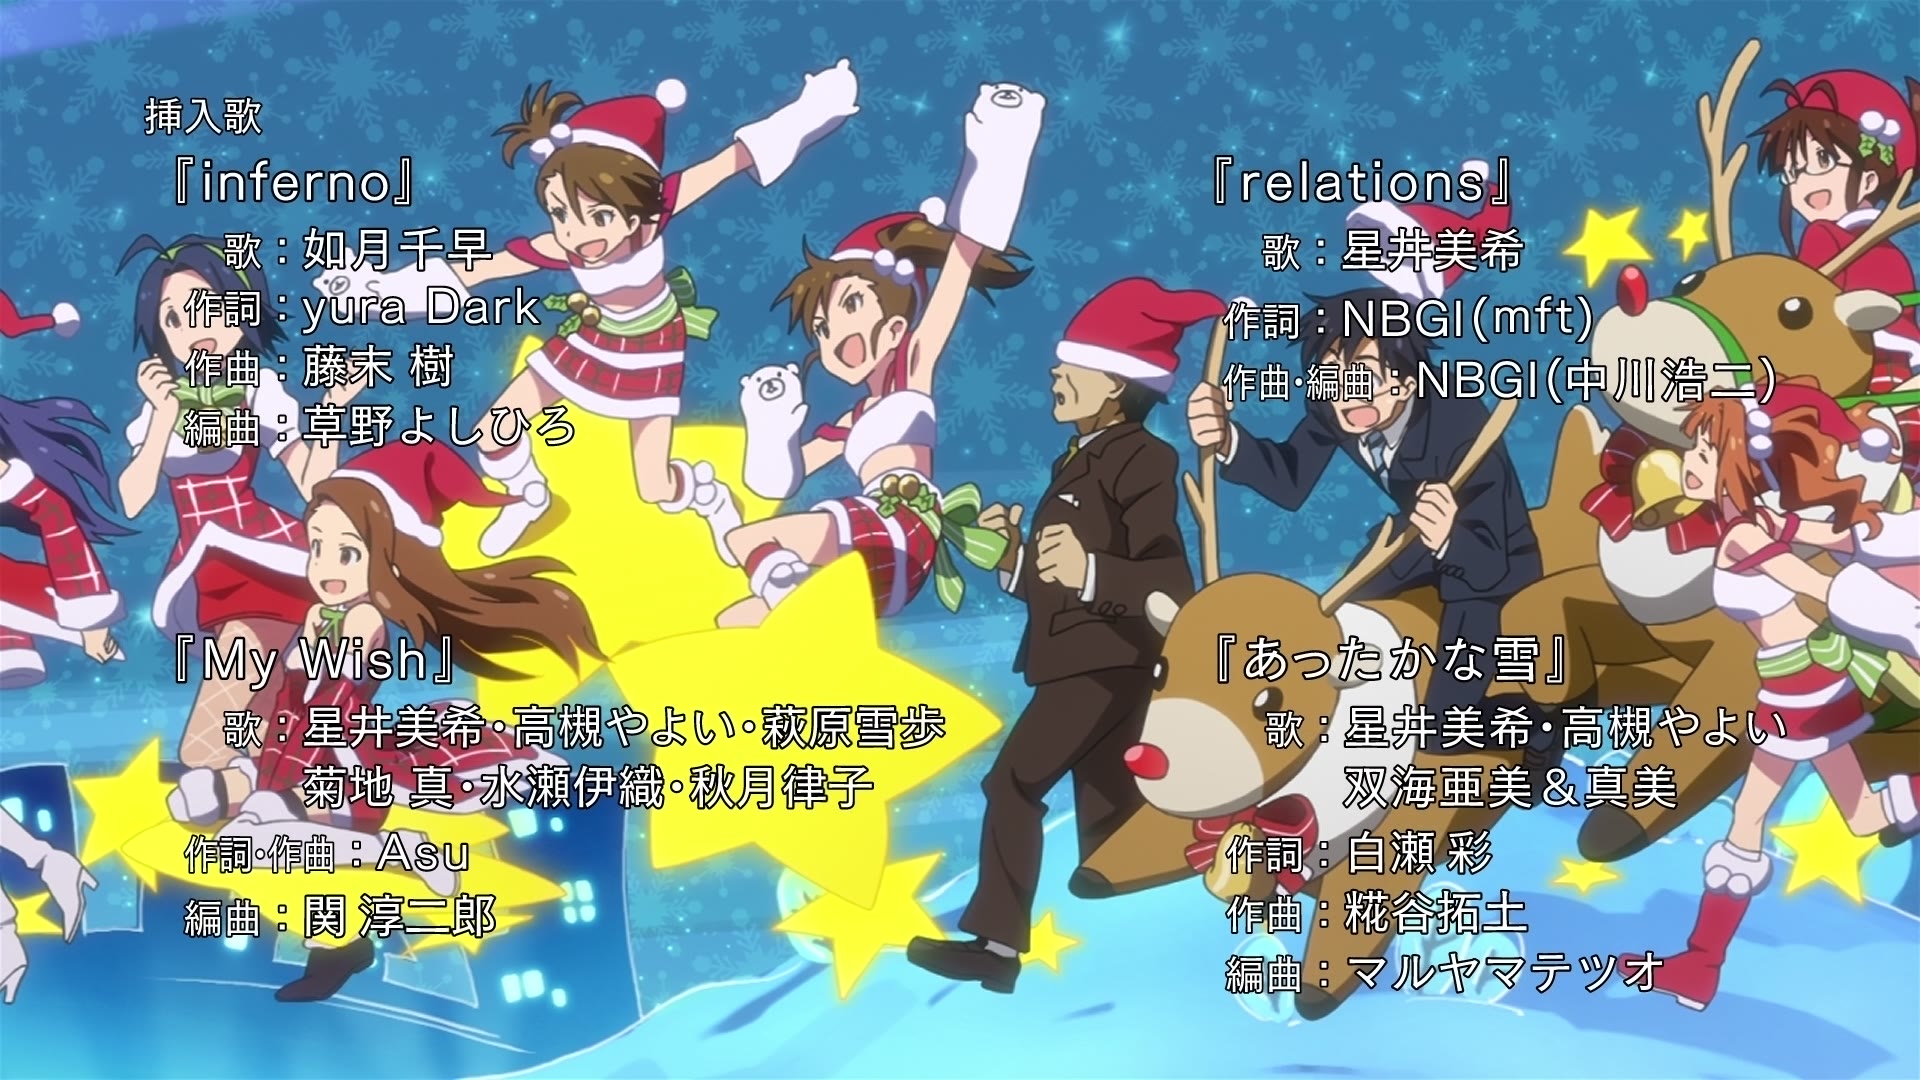 挿入歌
『inferno』
歌：如月千早
作詞：yura Dark
作曲：藤末 樹
編曲：草野よしひろ
『relations』
歌：星井美希
作詞：NBGI(mft)
作曲・編曲：NBGI(中川浩二)
『My Wish』
歌：星井美希・高槻やよい・萩原雪歩
菊地 真・水瀬伊織・秋月律子
作詞・作曲：Asu
編曲：関 淳二郎
『あったかな雪』
歌：星井美希・高槻やよい
双海亜美＆真美
作詞：白瀬 彩
作曲：糀谷拓土
編曲：マルヤマテツオ